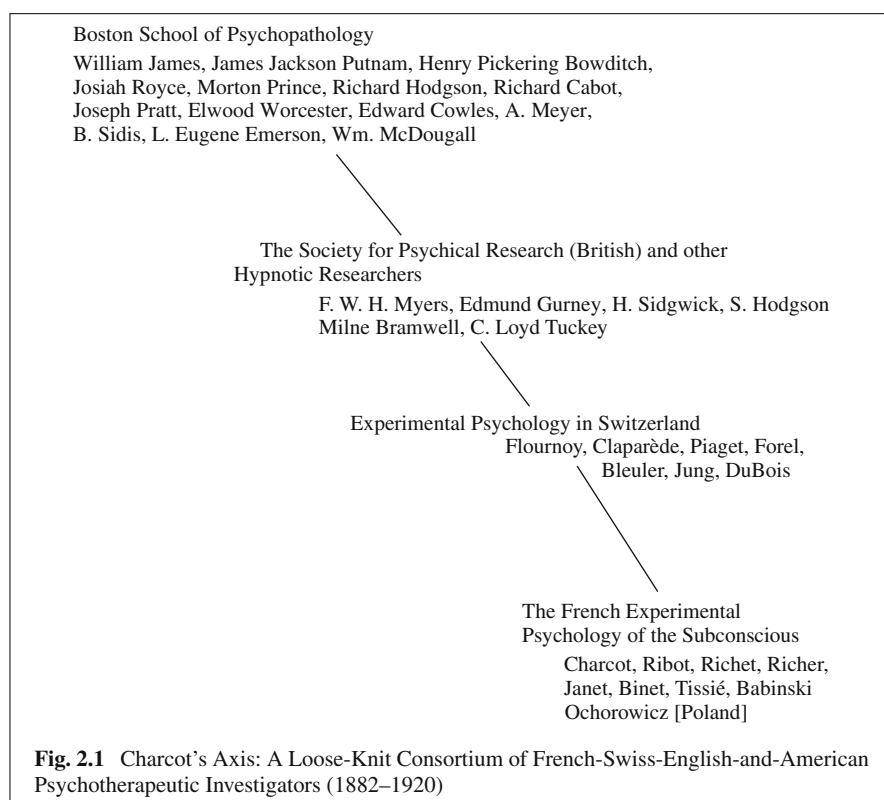 Boston School of Psychopathology
William James, James Jackson Putnam, Henry Pickering Bowditch,
Josiah Royce, Morton Prince, Richard Hodgson, Richard Cabot,
Joseph Pratt, Elwood Worcester, Edward Cowles, A. Meyer,
B. Sidis, L. Eugene Emerson, Wm. McDougall
The Society for Psychical Research (British) and other
Hypnotic Researchers
F. W. H. Myers, Edmund Gurney, H. Sidgwick, S. Hodgson
Milne Bramwell, C. Loyd Tuckey
Experimental Psychology in Switzerland
Flournoy, Claparède, Piaget, Forel,
Bleuler, Jung, DuBois
The French Experimental
Psychology of the Subconscious
Charcot, Ribot, Richet, Richer,
Janet, Binet, Tissié, Babinski
Ochorowicz [Poland]
Fig. 2.1 Charcot's Axis: A Loose-Knit Consortium of French-Swiss-English-and-American
Psychotherapeutic Investigators (1882–1920)